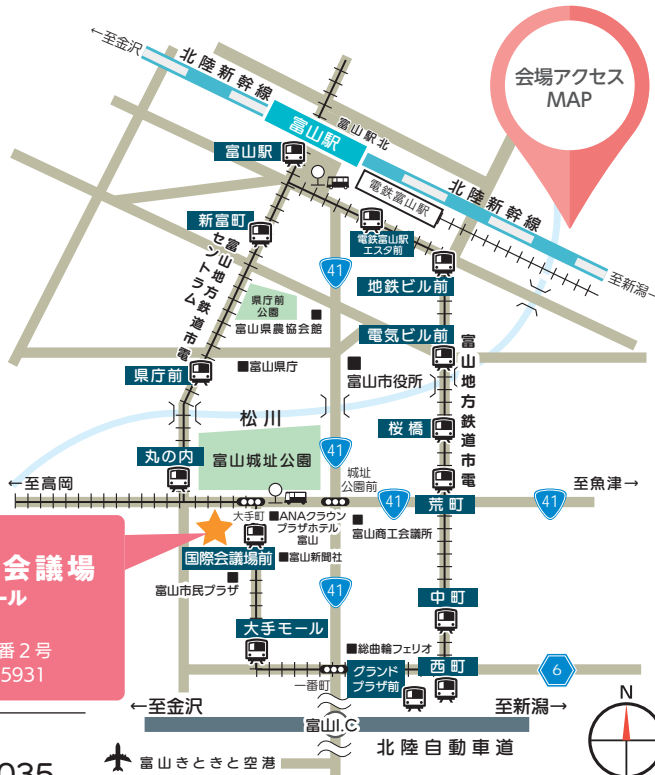 会場アクセス
MAP
←至金沢
北陸新幹線
富山駅
富山駅北
富山駅
電鉄富山駅
北陸新幹線
至新潟→
新富町
電鉄富山駅
エスタ前
富山地方鉄道市電
セントラム
41
地鉄ビル前
県庁前
公園
富山県農協会館
電気ビル前
富山県庁
富山市役所
県庁前
富山地方鉄道市電
松川
桜橋
丸の内
富山城址公園
41
城址
公園前
←至高岡
至魚津→
荒町
41
41
大手町
ANAクラウン
プラザホテル
富山
富山商工会議所
国際会議場前
富山新聞社
会議場
ール
番2号
5931
富山市民プラザ
41
中町
大手モール
総曲輪フェリオ
西町
6
一番町
グランド
プラザ前
←至金沢
至新潟→
富山I.C
北陸自動車道
N
035
富山きときと空港